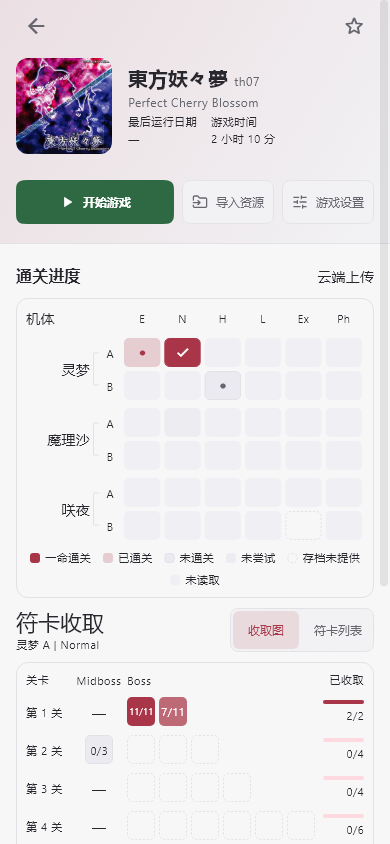 東方妖々夢 th07
Perfect Cherry Blossom
最后运行日期 游戏时间
— 2 小时 10 分
开始游戏 导入资源 游戏设置
通关进度 云端上传
机体 E N H L Ex Ph
灵梦 A
B
魔理沙 A
B
咲夜 A
B
一命通关 已通关 未通关 未尝试 存档未提供
未读取
符卡收取
灵梦 A | Normal
收取图 符卡列表
关卡 Midboss Boss 已收取
第 1 关 — 11/11 7/11 2/2
第 2 关 0/3 0/4
第 3 关 — 0/4
第 4 关 — 0/6